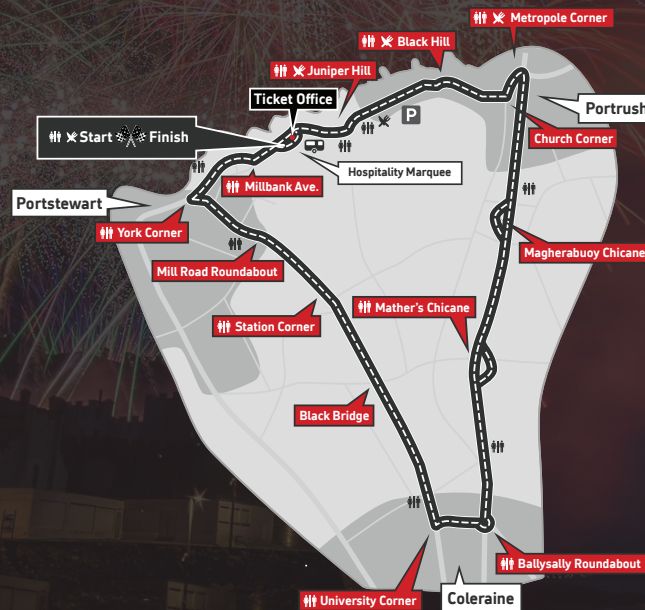 Metropole Corner
Black Hill
Juniper Hill
Ticket Office
P
Portrush
Start Finish
Church Corner
Hospitality Marquee
Millbank Ave.
Portstewart
York Corner
Magherabuoy Chicane
Mill Road Roundabout
Mather's Chicane
Station Corner
Black Bridge
Ballysally Roundabout
University Corner
Coleraine